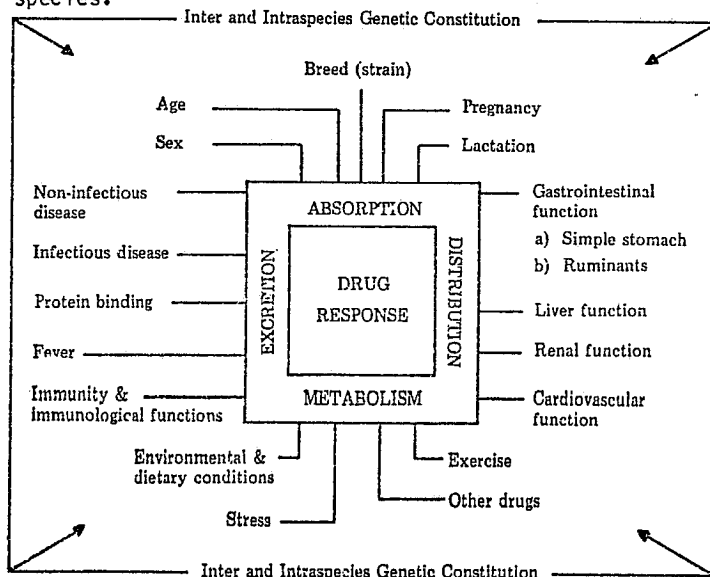 species.
Inter and Intraspecies Genetic Constitution
Breed (strain)
Age
Pregnancy
Sex
Lactation
Non-infectious
disease
Infectious disease
Protein binding
Fever
Immunity &
immunological functions
ABSORPTION
EXCRETION
DRUG
RESPONSE
DISTRIBUTION
METABOLISM
Gastrointestinal
function
a) Simple stomach
b) Ruminants
Liver function
Renal function
Cardiovascular
function
Environmental &
dietary conditions
Stress
Exercise
Other drugs
Inter and Intraspecies Genetic Constitution